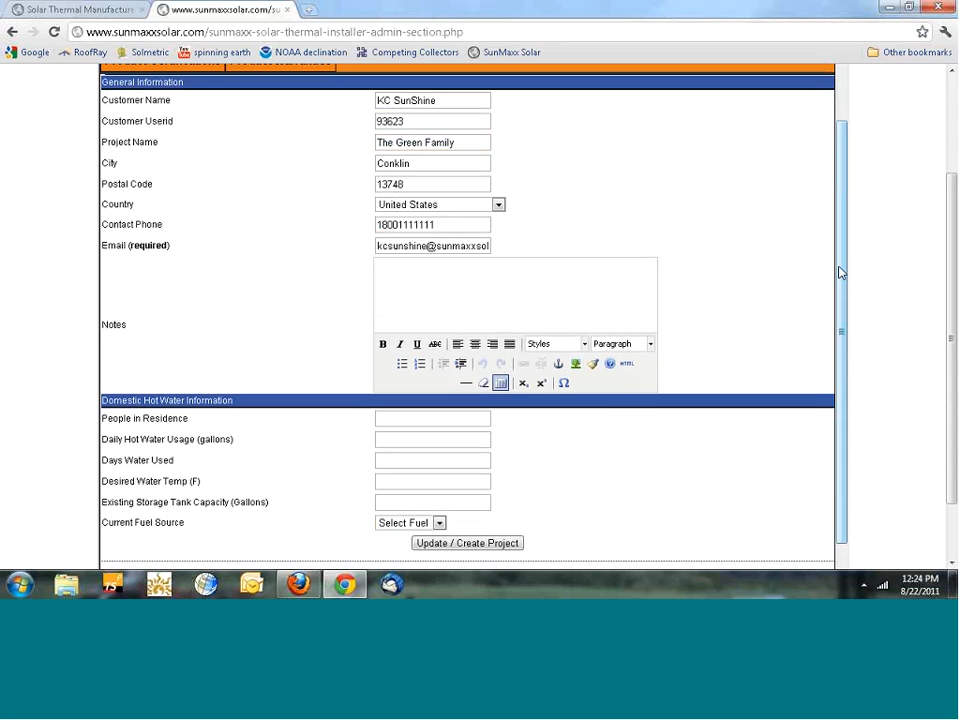 Solar Thermal Manufactur
www.sunmaxxsolar.com/su
www.sunmaxxsolar.com/sunmaxx-solar-thermal-installer-admin-section.php
Google RoofRay Solmetric spinning earth NOAA declination Competing Collectors SunMaxx Solar Other bookmarks
General Information
Customer Name KC SunShine
Customer Userid 93623
Project Name The Green Family
City Conklin
Postal Code 13748
Country United States
Contact Phone 18001111111
Email (required) kcsunshine@sunmaxxsol
Notes
B I U ABC Styles Paragraph
HTML
x₂ x² Ω
Domestic Hot Water Information
People in Residence
Daily Hot Water Usage (gallons)
Days Water Used
Desired Water Temp (F)
Existing Storage Tank Capacity (Gallons)
Current Fuel Source Select Fuel
Update / Create Project
12:24 PM
8/22/2011